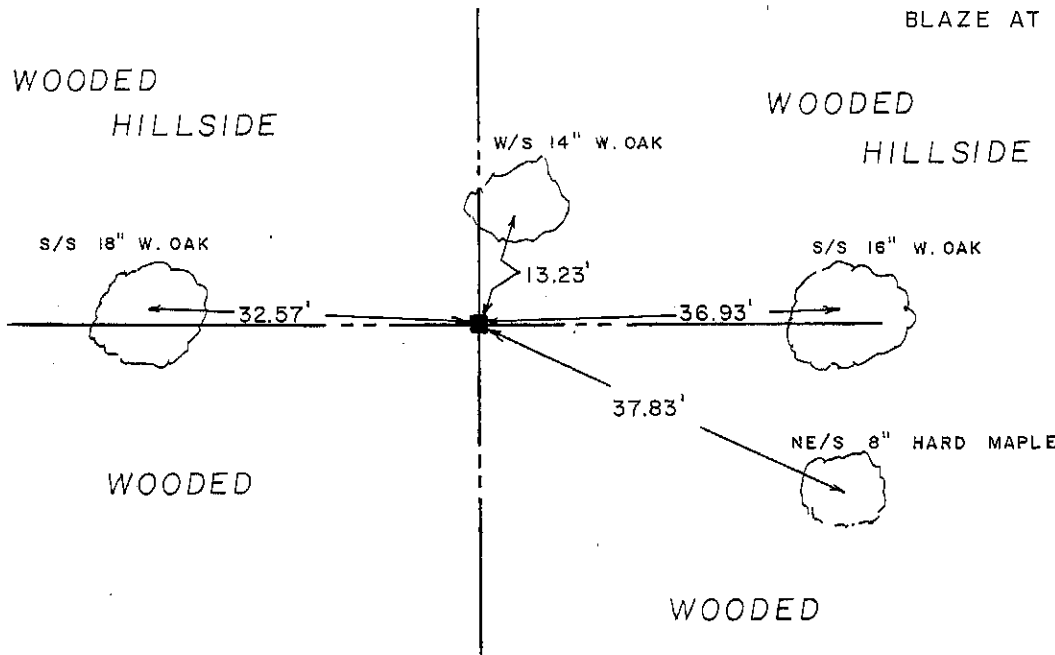 BLAZE AT
WOODED
HILLSIDE
WOODED
HILLSIDE
W/S 14" W. OAK
S/S 18" W. OAK
S/S 16" W. OAK
13.23'
32.57'
36.93'
37.83'
NE/S 8" HARD MAPLE
WOODED
WOODED